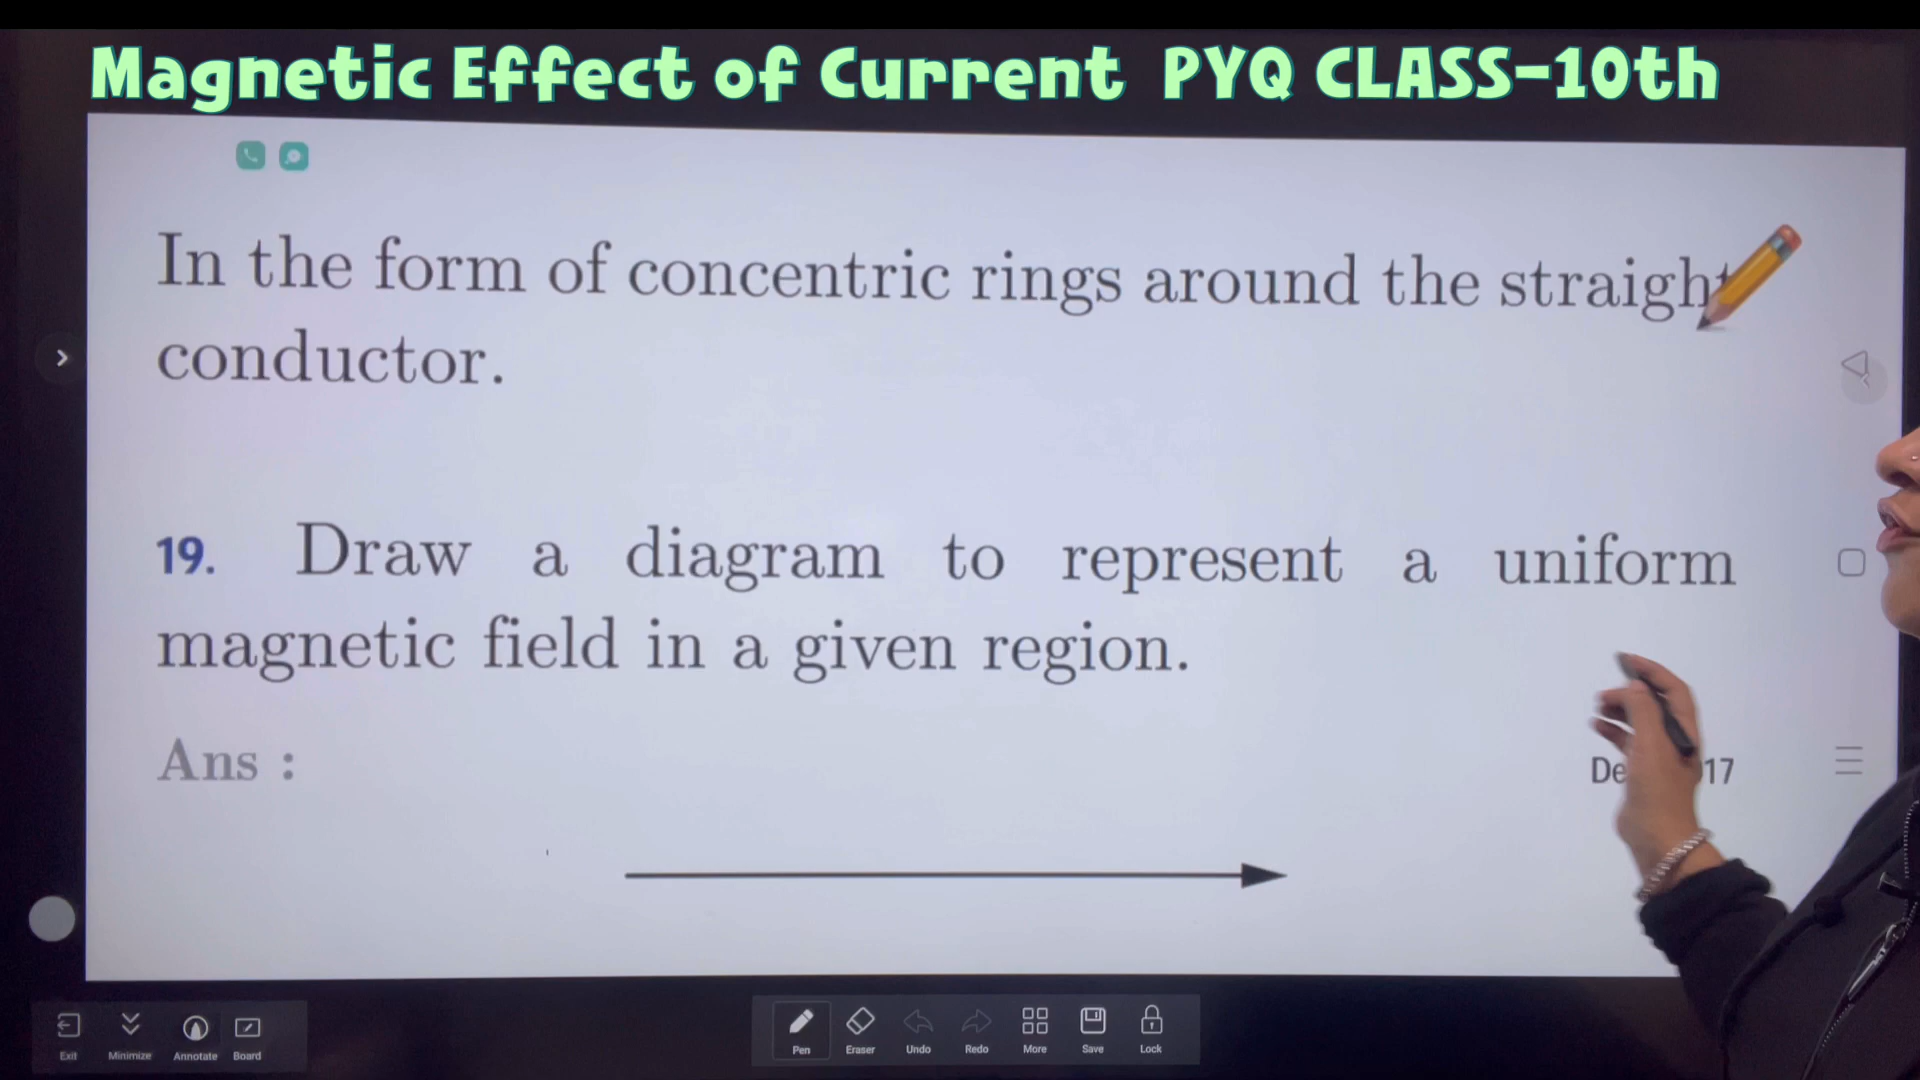 Magnetic Effect of Current PYQ CLASS-10th
In the form of concentric rings around the straight
conductor.
19. Draw a diagram to represent a uniform
magnetic field in a given region.
Ans :
17
Exit Minimize Annotate Board Pen Eraser Undo Redo More Save Lock